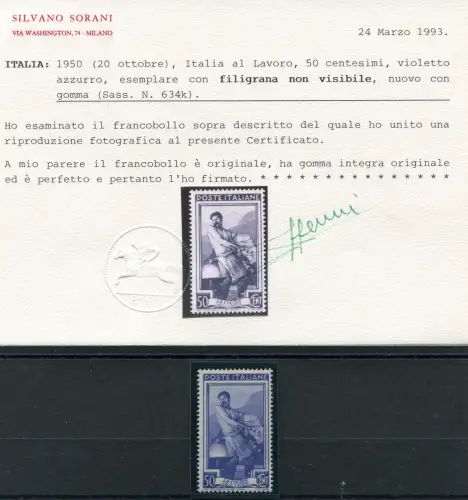 SILVANO SORANI
VIA WASHINGTON, 74 - MILANO
24 Marzo 1993.
ITALIA: 1950 (20 ottobre), Italia al Lavoro, 50 centesimi, violetto
azzurro, esemplare con filigrana non visibile, nuovo con
gomma (Sass. N. 634k).
Ho esaminato il francobollo sopra descritto del quale ho unito una
riproduzione fotografica al presente Certificato.
A mio parere il francobollo è originale, ha gomma integra originale
ed è perfetto e pertanto l'ho firmato. * * * * * * * * * * * * * * *
POSTE ITALIANE
50 CENT
POSTE ITALIANE
50 CENT